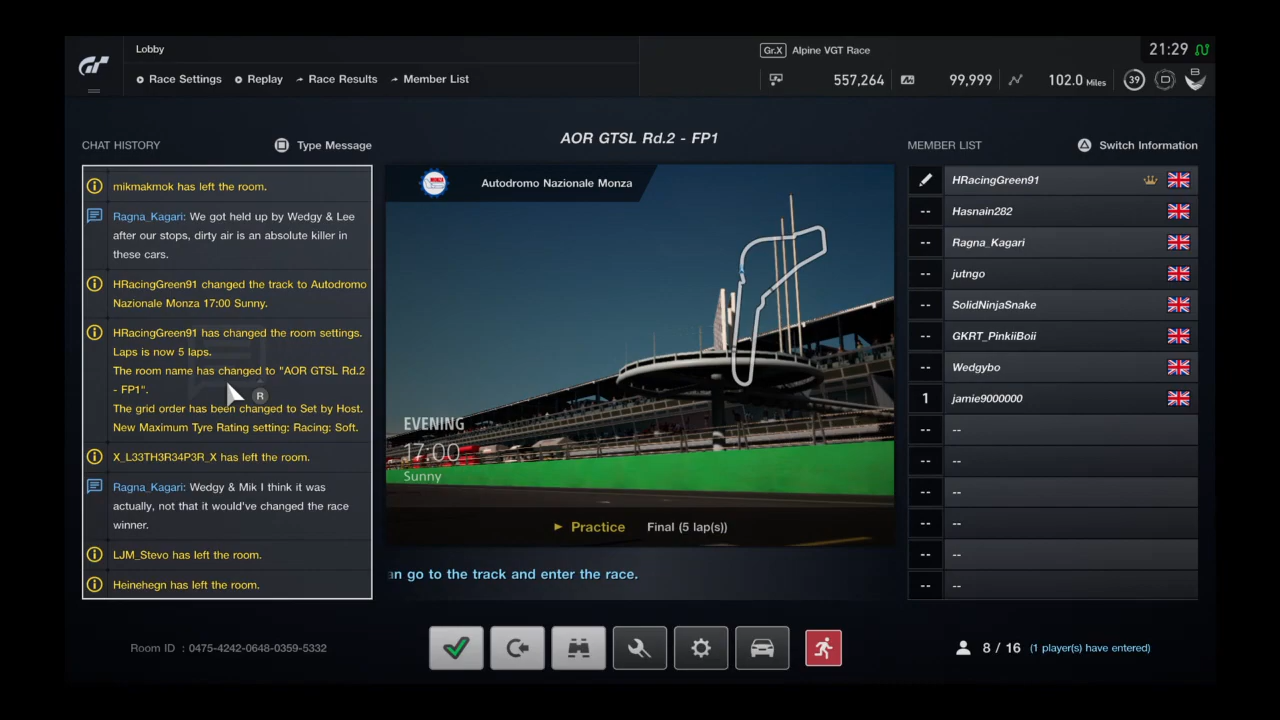 Lobby
Gr.X Alpine VGT Race
21:29
Race Settings Replay Race Results Member List
557,264 99,999 102.0 Miles 39 D B
CHAT HISTORY Type Message
AOR GTSL Rd.2 - FP1
MEMBER LIST Switch Information
mikmakmok has left the room.
Ragna_Kagari: We got held up by Wedgy & Lee
after our stops, dirty air is an absolute killer in
these cars.
HRacingGreen91 changed the track to Autodromo
Nazionale Monza 17:00 Sunny.
HRacingGreen91 has changed the room settings.
Laps is now 5 laps.
The room name has changed to "AOR GTSL Rd.2
- FP1".
R
The grid order has been changed to Set by Host.
New Maximum Tyre Rating setting: Racing: Soft.
X_L33TH3R34P3R_X has left the room.
Ragna_Kagari: Wedgy & Mik I think it was
actually, not that it would've changed the race
winner.
LJM_Stevo has left the room.
Heinehegn has left the room.
Autodromo Nazionale Monza
EVENING
17:00
Sunny
Practice Final (5 lap(s))
an go to the track and enter the race.
HRacingGreen91
-- Hasnain282
-- Ragna_Kagari
-- jutngo
-- SolidNinjaSnake
-- GKRT_PinkiiBoii
-- Wedgybo
1 jamie9000000
-- --
-- --
-- --
-- --
-- --
-- --
Room ID : 0475-4242-0648-0359-5332
8 / 16 (1 player(s) have entered)